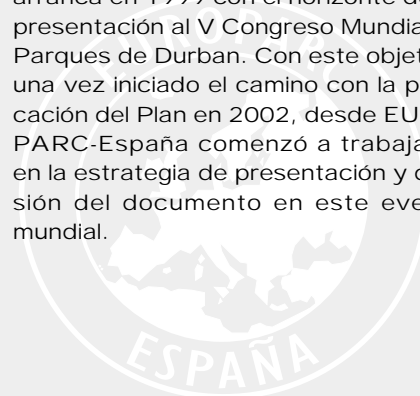 arranca en 1999 con el horizonte d
presentación al V Congreso Mundia
Parques de Durban. Con este objet
una vez iniciado el camino con la p
cación del Plan en 2002, desde EU
PARC-España comenzó a trabaja
en la estrategia de presentación y
sión del documento en este eve
mundial.
EUROPARC
ESPAÑA